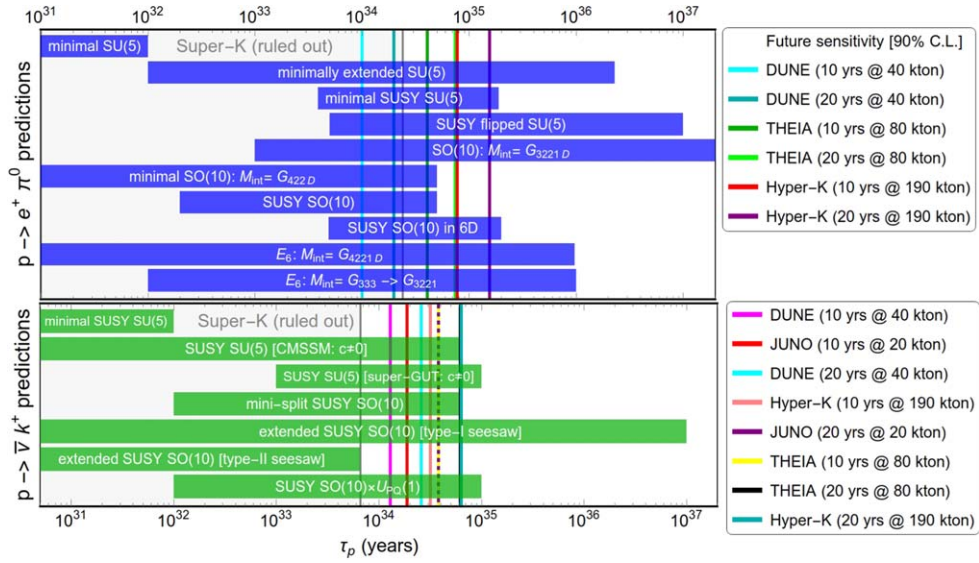 10^31 10^32 10^33 10^34 10^35 10^36 10^37
p -> e^+ π^0 predictions
minimal SU(5)
Super-K (ruled out)
minimally extended SU(5)
minimal SUSY SU(5)
SUSY flipped SU(5)
SO(10): M_int= G_3221 D
minimal SO(10): M_int= G_422 D
SUSY SO(10)
SUSY SO(10) in 6D
E_6: M_int= G_4221 D
E_6: M_int= G_333 -> G_3221
Future sensitivity [90% C.L.]
DUNE (10 yrs @ 40 kton)
DUNE (20 yrs @ 40 kton)
THEIA (10 yrs @ 80 kton)
THEIA (20 yrs @ 80 kton)
Hyper-K (10 yrs @ 190 kton)
Hyper-K (20 yrs @ 190 kton)
p -> ν̅ k^+ predictions
minimal SUSY SU(5)
Super-K (ruled out)
SUSY SU(5) [CMSSM: c≠0]
SUSY SU(5) [super-GUT: c≠0]
mini-split SUSY SO(10)
extended SUSY SO(10) [type-I seesaw]
extended SUSY SO(10) [type-II seesaw]
SUSY SO(10)×U_PQ(1)
10^31 10^32 10^33 10^34 10^35 10^36 10^37
τ_p (years)
DUNE (10 yrs @ 40 kton)
JUNO (10 yrs @ 20 kton)
DUNE (20 yrs @ 40 kton)
Hyper-K (10 yrs @ 190 kton)
JUNO (20 yrs @ 20 kton)
THEIA (10 yrs @ 80 kton)
THEIA (20 yrs @ 80 kton)
Hyper-K (20 yrs @ 190 kton)